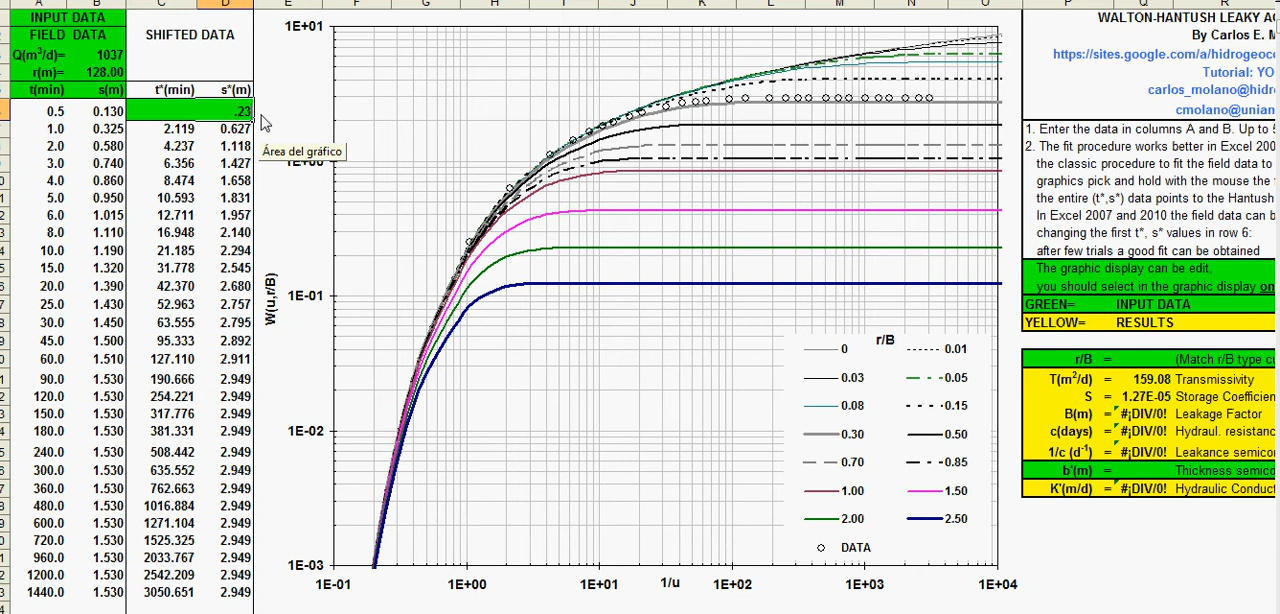 A B C D E F G H I J K L M N O P Q R
INPUT DATA
FIELD DATA SHIFTED DATA
Q(m³/d)= 1037
r(m)= 128.00
t(min) s(m) t*(min) s*(m)
0.5 0.130 .23
1.0 0.325 2.119 0.627
2.0 0.580 4.237 1.118
3.0 0.740 6.356 1.427
4.0 0.860 8.474 1.658
5.0 0.950 10.593 1.831
6.0 1.015 12.711 1.957
8.0 1.110 16.948 2.140
10.0 1.190 21.185 2.294
15.0 1.320 31.778 2.545
20.0 1.390 42.370 2.680
25.0 1.430 52.963 2.757
30.0 1.450 63.555 2.795
45.0 1.500 95.333 2.892
60.0 1.510 127.110 2.911
90.0 1.530 190.666 2.949
120.0 1.530 254.221 2.949
150.0 1.530 317.776 2.949
180.0 1.530 381.331 2.949
240.0 1.530 508.442 2.949
300.0 1.530 635.552 2.949
360.0 1.530 762.663 2.949
480.0 1.530 1016.884 2.949
600.0 1.530 1271.104 2.949
720.0 1.530 1525.325 2.949
960.0 1.530 2033.767 2.949
1200.0 1.530 2542.209 2.949
1440.0 1.530 3050.651 2.949
Área del gráfico
1E+01
1E+00
1E-01
1E-02
1E-03
W(u,r/B)
1E-01 1E+00 1E+01 1E+02 1E+03 1E+04
1/u
r/B
0 0.01
0.03 0.05
0.08 0.15
0.30 0.50
0.70 0.85
1.00 1.50
2.00 2.50
DATA
WALTON-HANTUSH LEAKY A
By Carlos E. M
https://sites.google.com/a/hidrogeoc
Tutorial: YO
carlos_molano@hidr
cmolano@unian
1. Enter the data in columns A and B. Up to 5
2. The fit procedure works better in Excel 200
the classic procedure to fit the field data to
graphics pick and hold with the mouse the
the entire (t*,s*) data points to the Hantush
In Excel 2007 and 2010 the field data can b
changing the first t*, s* values in row 6:
after few trials a good fit can be obtained
The graphic display can be edit,
you should select in the graphic display on
GREEN= INPUT DATA
YELLOW= RESULTS
r/B = (Match r/B type cu
T(m²/d) = 159.08 Transmissivity
S = 1.27E-05 Storage Coefficien
B(m) = #¡DIV/0! Leakage Factor
c(days) = #¡DIV/0! Hydraul. resistanc
1/c (d⁻¹) = #¡DIV/0! Leakance semico
b'(m) = Thickness semico
K'(m/d) = #¡DIV/0! Hydraulic Conduct